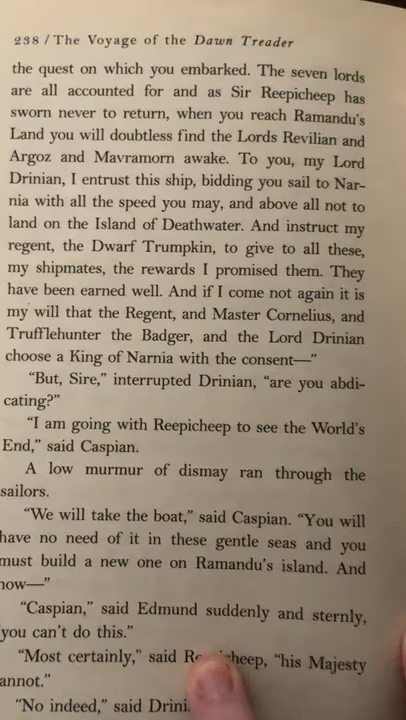 238 / The Voyage of the Dawn Treader
the quest on which you embarked. The seven lords
are all accounted for and as Sir Reepicheep has
sworn never to return, when you reach Ramandu's
Land you will doubtless find the Lords Revilian and
Argoz and Mavramorn awake. To you, my Lord
Drinian, I entrust this ship, bidding you sail to Nar-
nia with all the speed you may, and above all not to
land on the Island of Deathwater. And instruct my
regent, the Dwarf Trumpkin, to give to all these,
my shipmates, the rewards I promised them. They
have been earned well. And if I come not again it is
my will that the Regent, and Master Cornelius, and
Trufflehunter the Badger, and the Lord Drinian
choose a King of Narnia with the consent—"
"But, Sire," interrupted Drinian, "are you abdi-
cating?"
"I am going with Reepicheep to see the World's
End," said Caspian.
A low murmur of dismay ran through the
sailors.
"We will take the boat," said Caspian. "You will
have no need of it in these gentle seas and you
must build a new one on Ramandu's island. And
now—"
"Caspian," said Edmund suddenly and sternly,
you can't do this."
"Most certainly," said "his Majesty
annot."
"No indeed," said